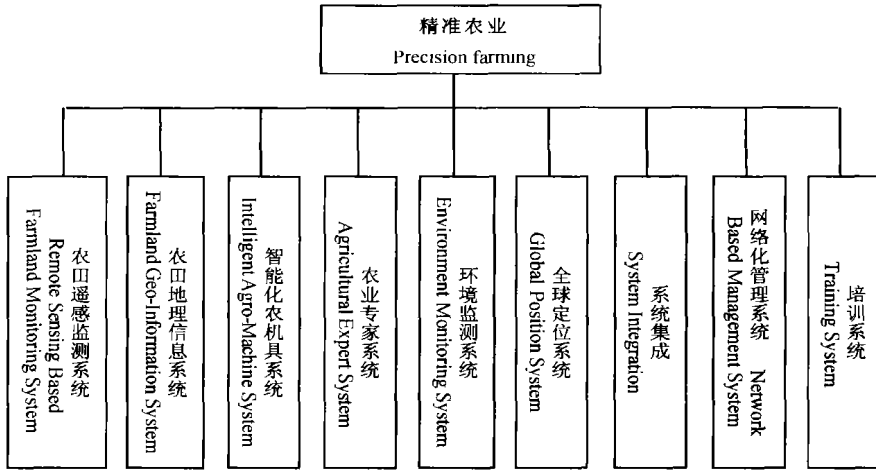 精准农业
Precision farming
农田遥感监测系统
Remote Sensing Based
Farmland Monitoring System
农田地理信息系统
Farmland Geo-Information System
智能化农机具系统
Intelligent Agro-Machine System
农业专家系统
Agricultural Expert System
环境监测系统
Environment Monitoring System
全球定位系统
Global Position System
系统集成
System Integration
网络化管理系统 Network
Based Management System
培训系统
Training System